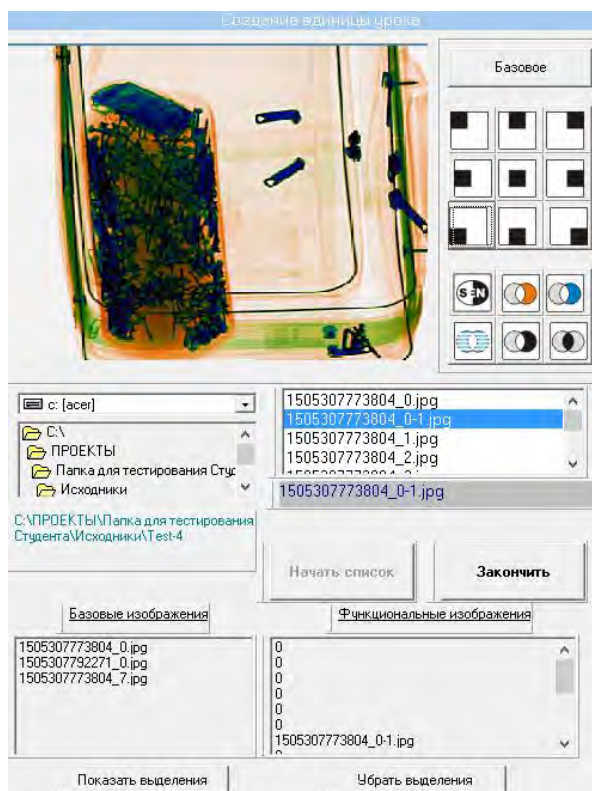 Создание единицы урока
Базовое
SEN
c: [acer]
C:\
ПРОЕКТЫ
Папка для тестирования Стус
Исходники
1505307773804_0.jpg
1505307773804_0-1.jpg
1505307773804_1.jpg
1505307773804_2.jpg
1505307773804_0-1.jpg
C:\ПРОЕКТЫ\Папка для тестирования
Студента\Исходники\Test-4
Начать список
Закончить
Базовые изображения
Функциональные изображения
1505307773804_0.jpg
1505307792271_0.jpg
1505307773804_7.jpg
0
0
0
0
0
0
1505307773804_0-1.jpg
Показать выделения
Убрать выделения